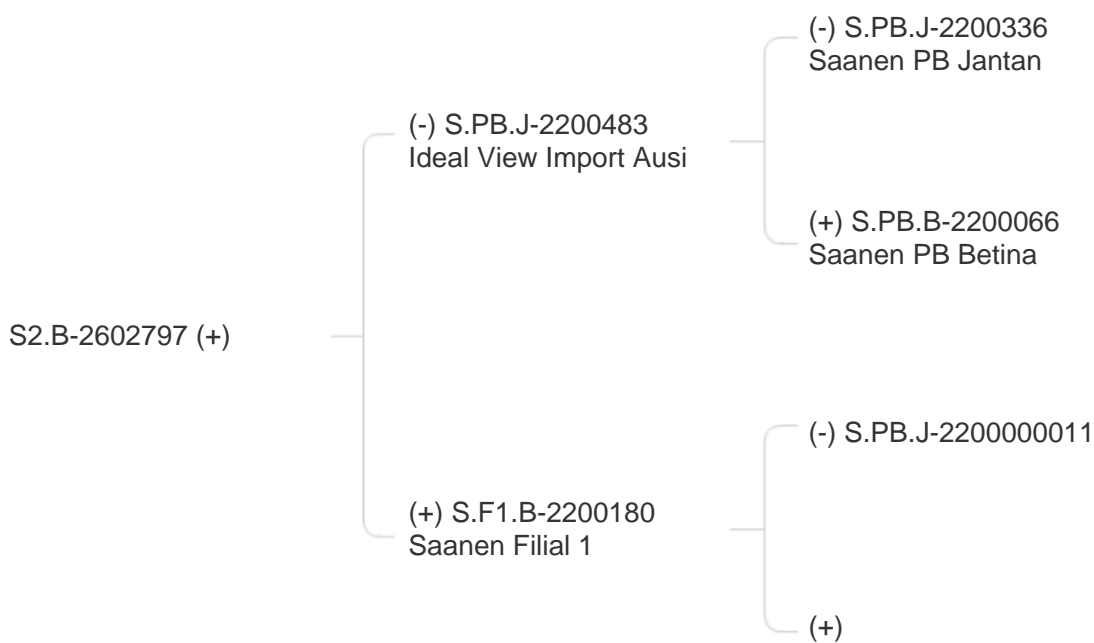 (-) S.PB.J-2200336
Saanen PB Jantan
(-) S.PB.J-2200483
Ideal View Import Ausi
(+) S.PB.B-2200066
Saanen PB Betina
S2.B-2602797 (+)
(-) S.PB.J-2200000011
(+) S.F1.B-2200180
Saanen Filial 1
(+)